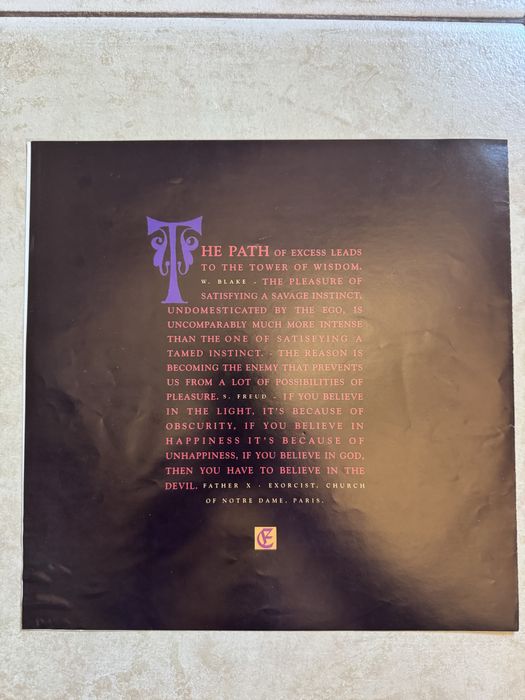 THE PATH OF EXCESS LEADS
TO THE TOWER OF WISDOM.
W. BLAKE - THE PLEASURE OF
SATISFYING A SAVAGE INSTINCT,
UNDOMESTICATED BY THE EGO, IS
UNCOMPARABLY MUCH MORE INTENSE
THAN THE ONE OF SATISFYING A
TAMED INSTINCT. - THE REASON IS
BECOMING THE ENEMY THAT PREVENTS
US FROM A LOT OF POSSIBILITIES OF
PLEASURE. S. FREUD - IF YOU BELIEVE
IN THE LIGHT, IT'S BECAUSE OF
OBSCURITY, IF YOU BELIEVE IN
HAPPINESS IT'S BECAUSE OF
UNHAPPINESS, IF YOU BELIEVE IN GOD,
THEN YOU HAVE TO BELIEVE IN THE
DEVIL. FATHER X - EXORCIST, CHURCH
OF NOTRE DAME, PARIS.